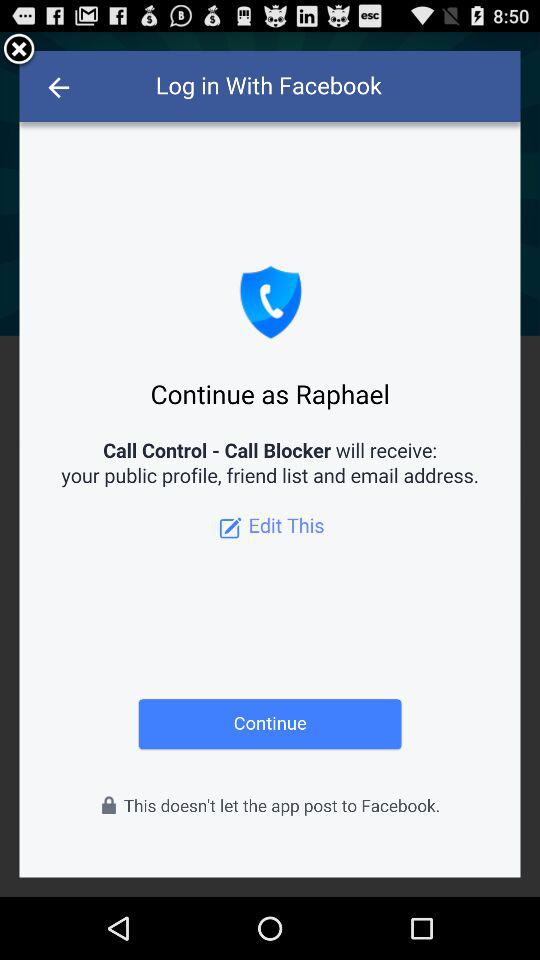 esc 8:50
Log in With Facebook
Continue as Raphael
Call Control - Call Blocker will receive:
your public profile, friend list and email address.
Edit This
Continue
This doesn't let the app post to Facebook.